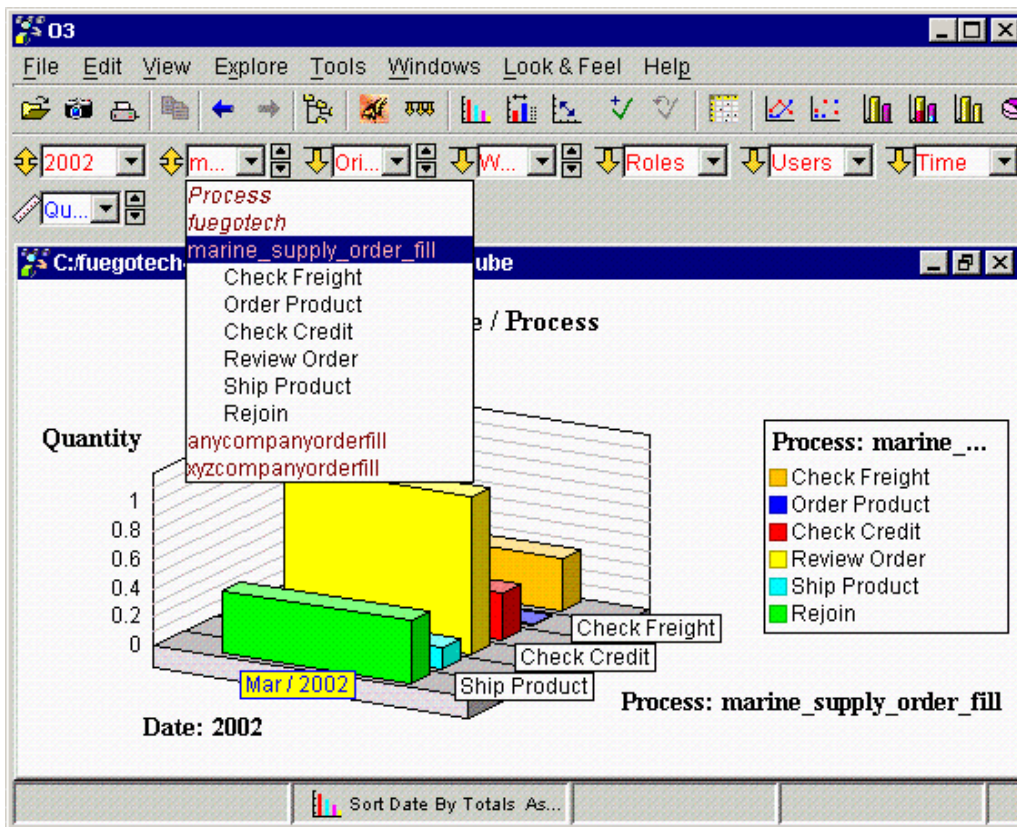 O3
File Edit View Explore Tools Windows Look & Feel Help
2002 m... Ori... W... Roles Users Time
Qu...
Process
fuegotech
marine_supply_order_fill
Check Freight
Order Product
Check Credit
Review Order
Ship Product
Rejoin
anycompanyorderfill
xyzcompanyorderfill
C:/fuegotech ube
e / Process
Quantity
1
0.8
0.6
0.4
0.2
0
Check Freight
Check Credit
Ship Product
Mar / 2002
Date: 2002
Process: marine_supply_order_fill
Process: marine_...
Check Freight
Order Product
Check Credit
Review Order
Ship Product
Rejoin
Sort Date By Totals As...